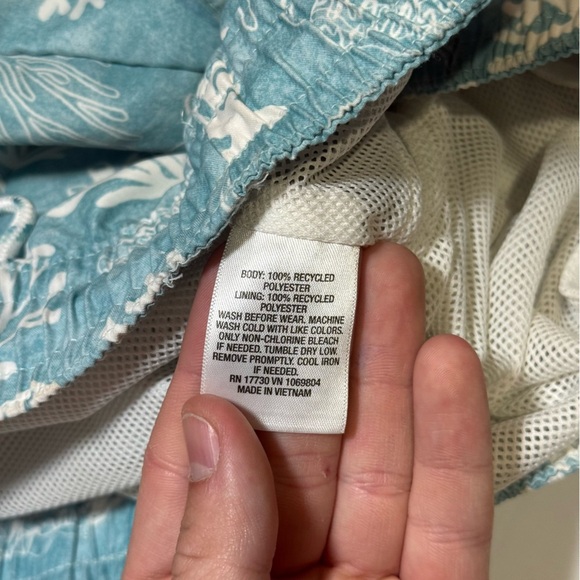 BODY: 100% RECYCLED
POLYESTER
LINING: 100% RECYCLED
POLYESTER
WASH BEFORE WEAR. MACHINE
WASH COLD WITH LIKE COLORS.
ONLY NON-CHLORINE BLEACH
IF NEEDED. TUMBLE DRY LOW.
REMOVE PROMPTLY. COOL IRON
IF NEEDED.
RN 17730 VN 1069804
MADE IN VIETNAM